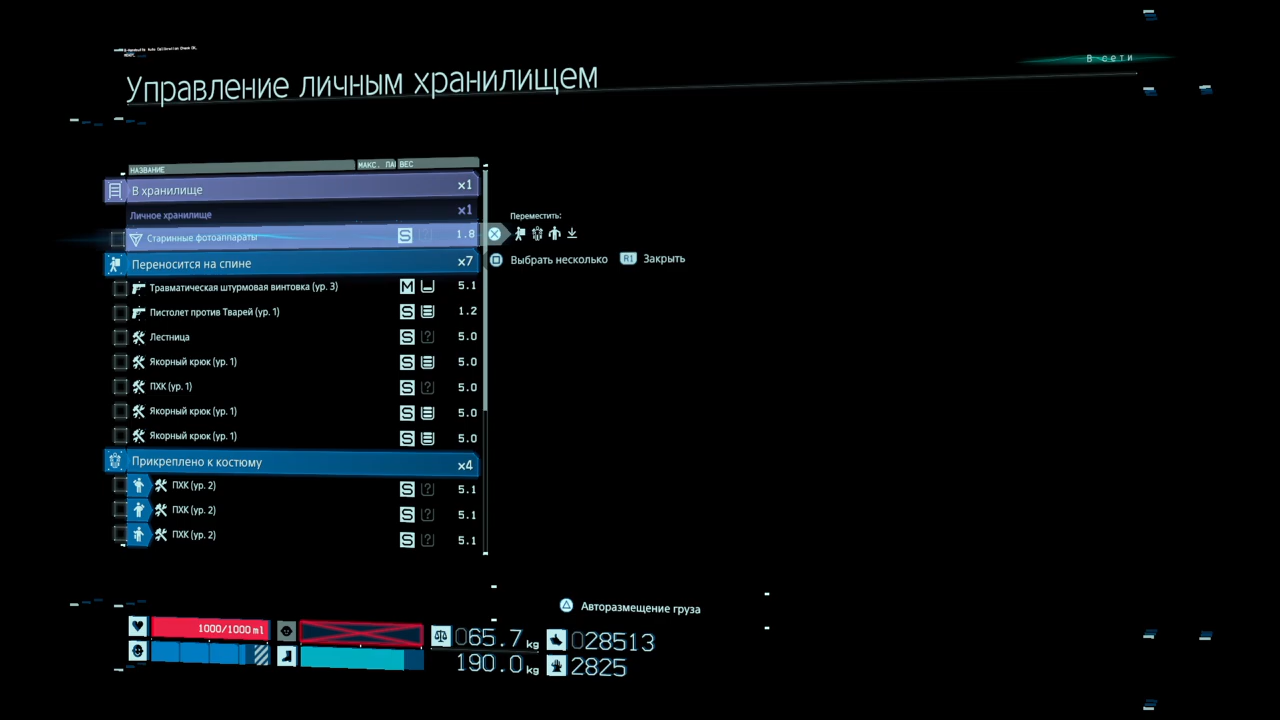 Управление личным хранилищем
В сети
НАЗВАНИЕ МАКС. ПА ВЕС
В хранилище x1
Личное хранилище x1
Старинные фотоаппараты S 1.8
Переместить:
Переносится на спине x7
Выбрать несколько R1 Закрыть
Травматическая штурмовая винтовка (ур. 3) M 5.1
Пистолет против Тварей (ур. 1) S 1.2
Лестница S ? 5.0
Якорный крюк (ур. 1) S 5.0
ПХК (ур. 1) S ? 5.0
Якорный крюк (ур. 1) S 5.0
Якорный крюк (ур. 1) S 5.0
Прикреплено к костюму x4
ПХК (ур. 2) S ? 5.1
ПХК (ур. 2) S ? 5.1
ПХК (ур. 2) S ? 5.1
Авторазмещение груза
1000/1000 ml 065.7 kg 028513
190.0 kg 2825